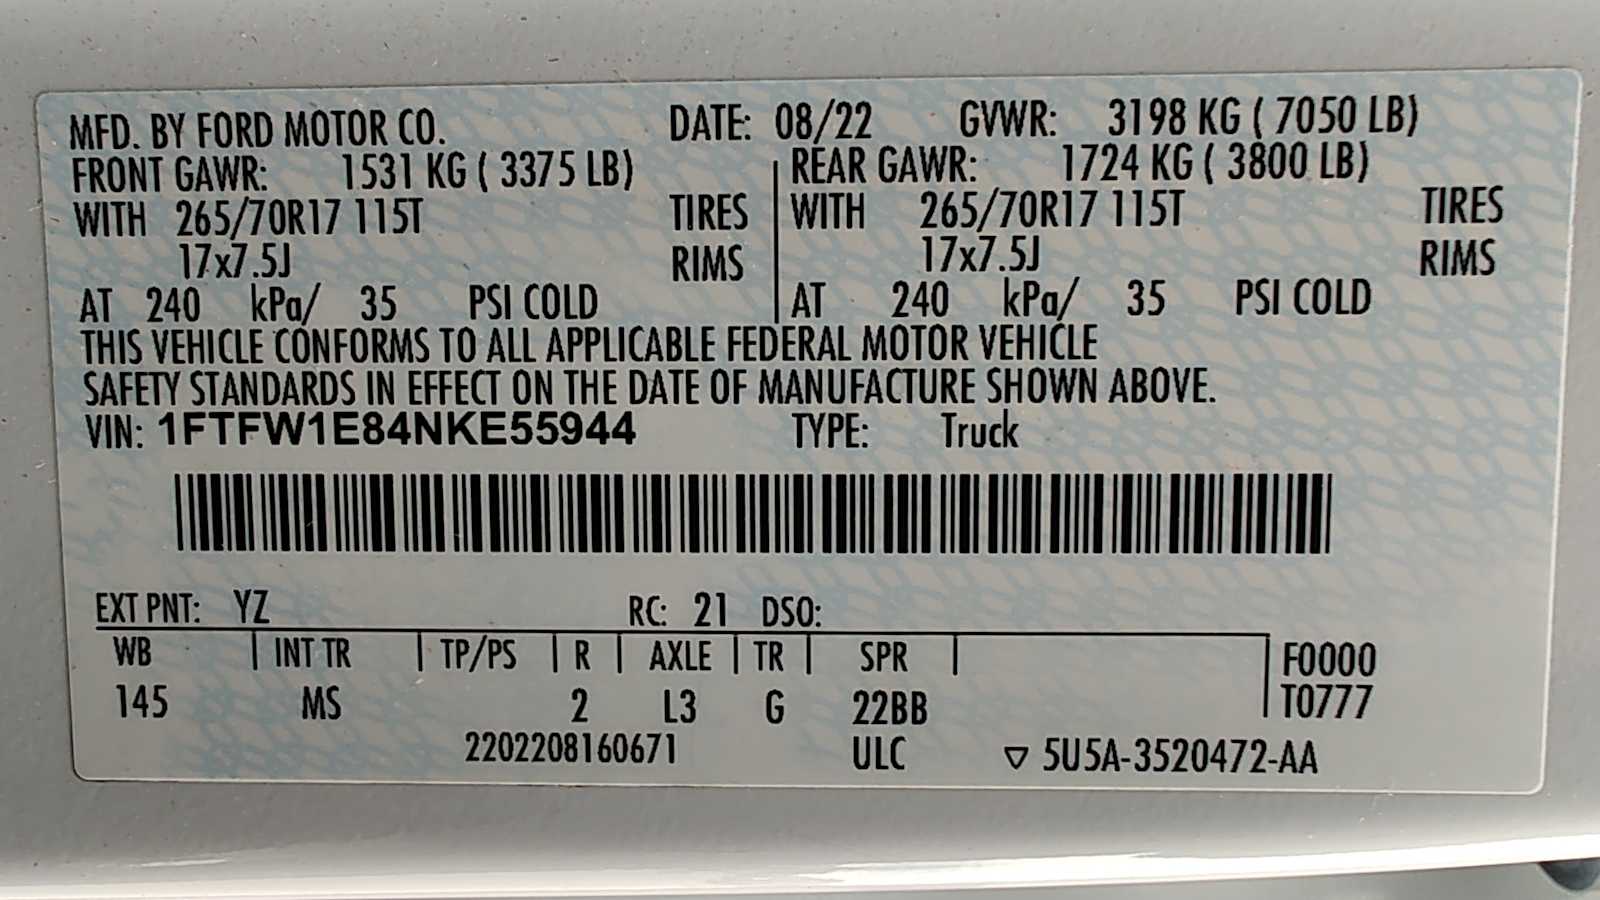 MFD. BY FORD MOTOR CO. DATE: 08/22 GVWR: 3198 KG ( 7050 LB)
FRONT GAWR: 1531 KG ( 3375 LB) REAR GAWR: 1724 KG ( 3800 LB)
WITH 265/70R17 115T TIRES WITH 265/70R17 115T TIRES
17x7.5J RIMS 17x7.5J RIMS
AT 240 kPa/ 35 PSI COLD AT 240 kPa/ 35 PSI COLD
THIS VEHICLE CONFORMS TO ALL APPLICABLE FEDERAL MOTOR VEHICLE
SAFETY STANDARDS IN EFFECT ON THE DATE OF MANUFACTURE SHOWN ABOVE.
VIN: 1FTFW1E84NKE55944 TYPE: Truck
EXT PNT: YZ RC: 21 DSO:
WB INT TR TP/PS R AXLE TR SPR F0000
145 MS 2 L3 G 22BB T0777
2202208160671 ULC ▽ 5U5A-3520472-AA